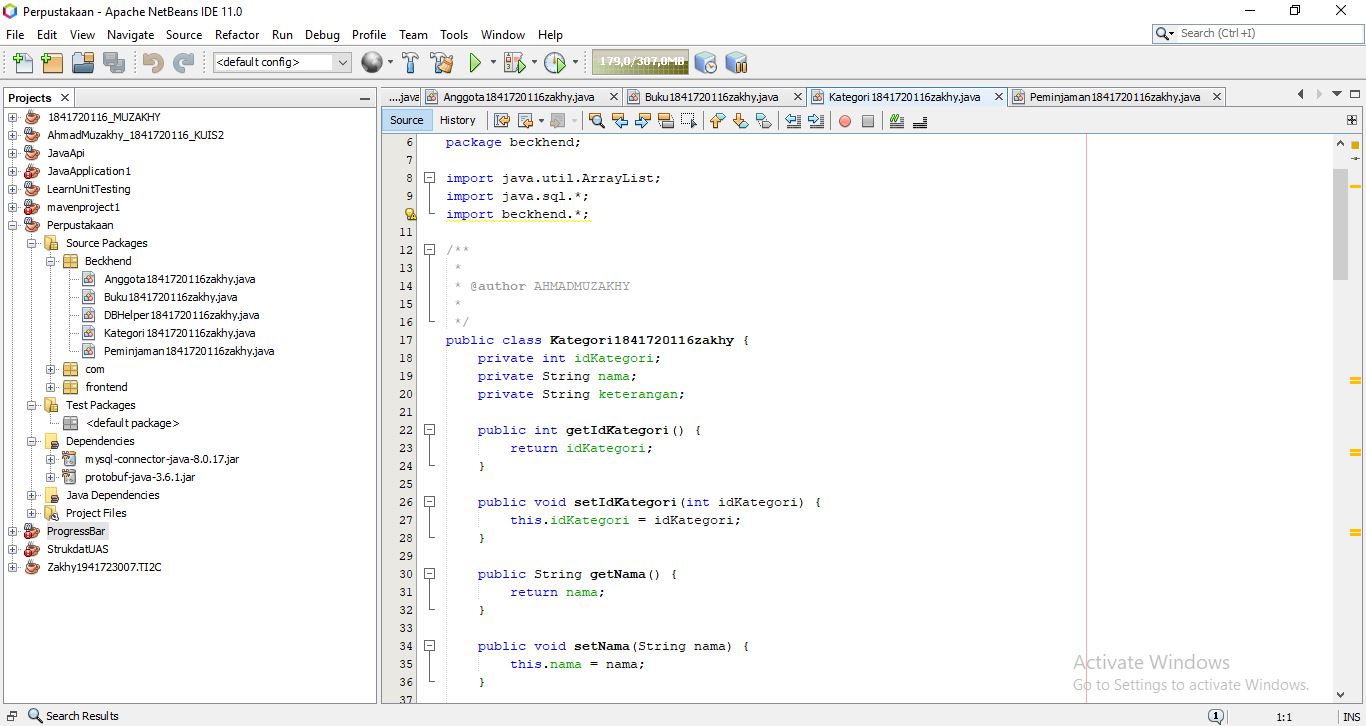 Perpustakaan - Apache NetBeans IDE 11.0
File Edit View Navigate Source Refactor Run Debug Profile Team Tools Window Help
Search (Ctrl+I)
<default config>
179,0/307,0MB
Projects
1841720116_MUZAKHY
AhmadMuzakhy_1841720116_KUIS2
JavaApi
JavaApplication1
LearnUnitTesting
mavenproject1
Perpustakaan
Source Packages
Beckhend
Anggota1841720116zakhy.java
Buku1841720116zakhy.java
DBHelper1841720116zakhy.java
Kategori1841720116zakhy.java
Peminjaman1841720116zakhy.java
com
frontend
Test Packages
<default package>
Dependencies
mysql-connector-java-8.0.17.jar
protobuf-java-3.6.1.jar
Java Dependencies
Project Files
ProgressBar
StrukdatUAS
Zakhy1941723007.TI2C
....java Anggota1841720116zakhy.java Buku1841720116zakhy.java Kategori1841720116zakhy.java Peminjaman1841720116zakhy.java
Source History
6 package beckhend;
7
8 import java.util.ArrayList;
9 import java.sql.*;
import beckhend.*;
11
12 /**
13 *
14 * @author AHMADMUZAKHY
15 *
16 */
17 public class Kategori1841720116zakhy {
18 private int idKategori;
19 private String nama;
20 private String keterangan;
21
22 public int getIdKategori() {
23 return idKategori;
24 }
25
26 public void setIdKategori(int idKategori) {
27 this.idKategori = idKategori;
28 }
29
30 public String getNama() {
31 return nama;
32 }
33
34 public void setNama(String nama) {
35 this.nama = nama;
36 }
37
Activate Windows
Go to Settings to activate Windows.
Search Results
1
1:1
INS